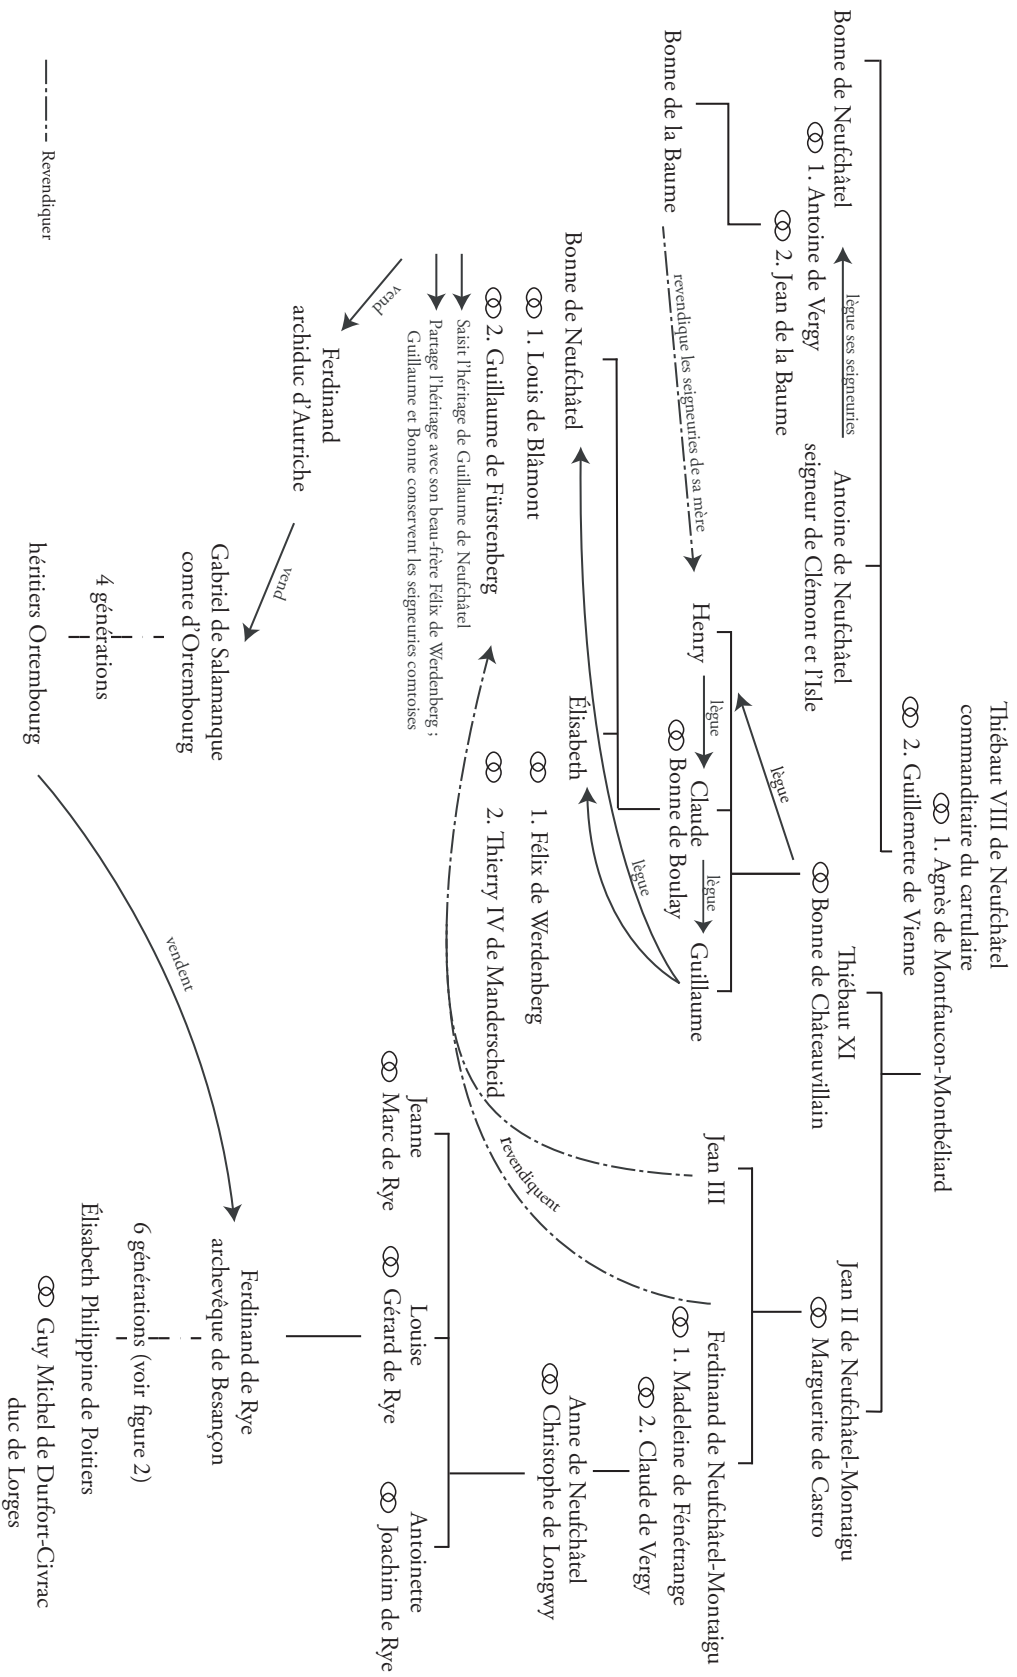 Thiébaut VIII de Neufchâtel
commanditaire du cartulaire
1. Agnès de Montfaucon-Montbéliard
2. Guillemette de Vienne
Bonne de Neufchâtel
1. Antoine de Vergy
2. Jean de la Baume
lègue ses seigneuries
Antoine de Neufchâtel
seigneur de Clémont et l'Isle
Thiébaut XI
Bonne de Châteauvillain
Jean II de Neufchâtel-Montaigu
Marguerite de Castro
lègue
Bonne de la Baume
revendique les seigneuries de sa mère
Henry
lègue
Claude
Bonne de Boulay
lègue
Guillaume
Jean III
Ferdinand de Neufchâtel-Montaigu
1. Madeleine de Fénétrange
2. Claude de Vergy
lègue
Bonne de Neufchâtel
1. Louis de Blâmont
2. Guillaume de Fürstenberg
Saisit l'héritage de Guillaume de Neufchâtel
Partage l'héritage avec son beau-frère Félix de Werdenberg ;
Guillaume et Bonne conservent les seigneuries comtoises
Élisabeth
1. Félix de Werdenberg
2. Thierry IV de Manderscheid
revendiquent
Anne de Neufchâtel
Christophe de Longwy
Jeanne
Marc de Rye
Louise
Gérard de Rye
Antoinette
Joachim de Rye
vend
Ferdinand
archiduc d'Autriche
vend
Gabriel de Salamanque
comte d'Ortembourg
4 générations
héritiers Ortembourg
vendent
Ferdinand de Rye
archevêque de Besançon
6 générations (voir figure 2)
Élisabeth Philippine de Poitiers
Guy Michel de Durfort-Civrac
duc de Lorges
Revendiquer